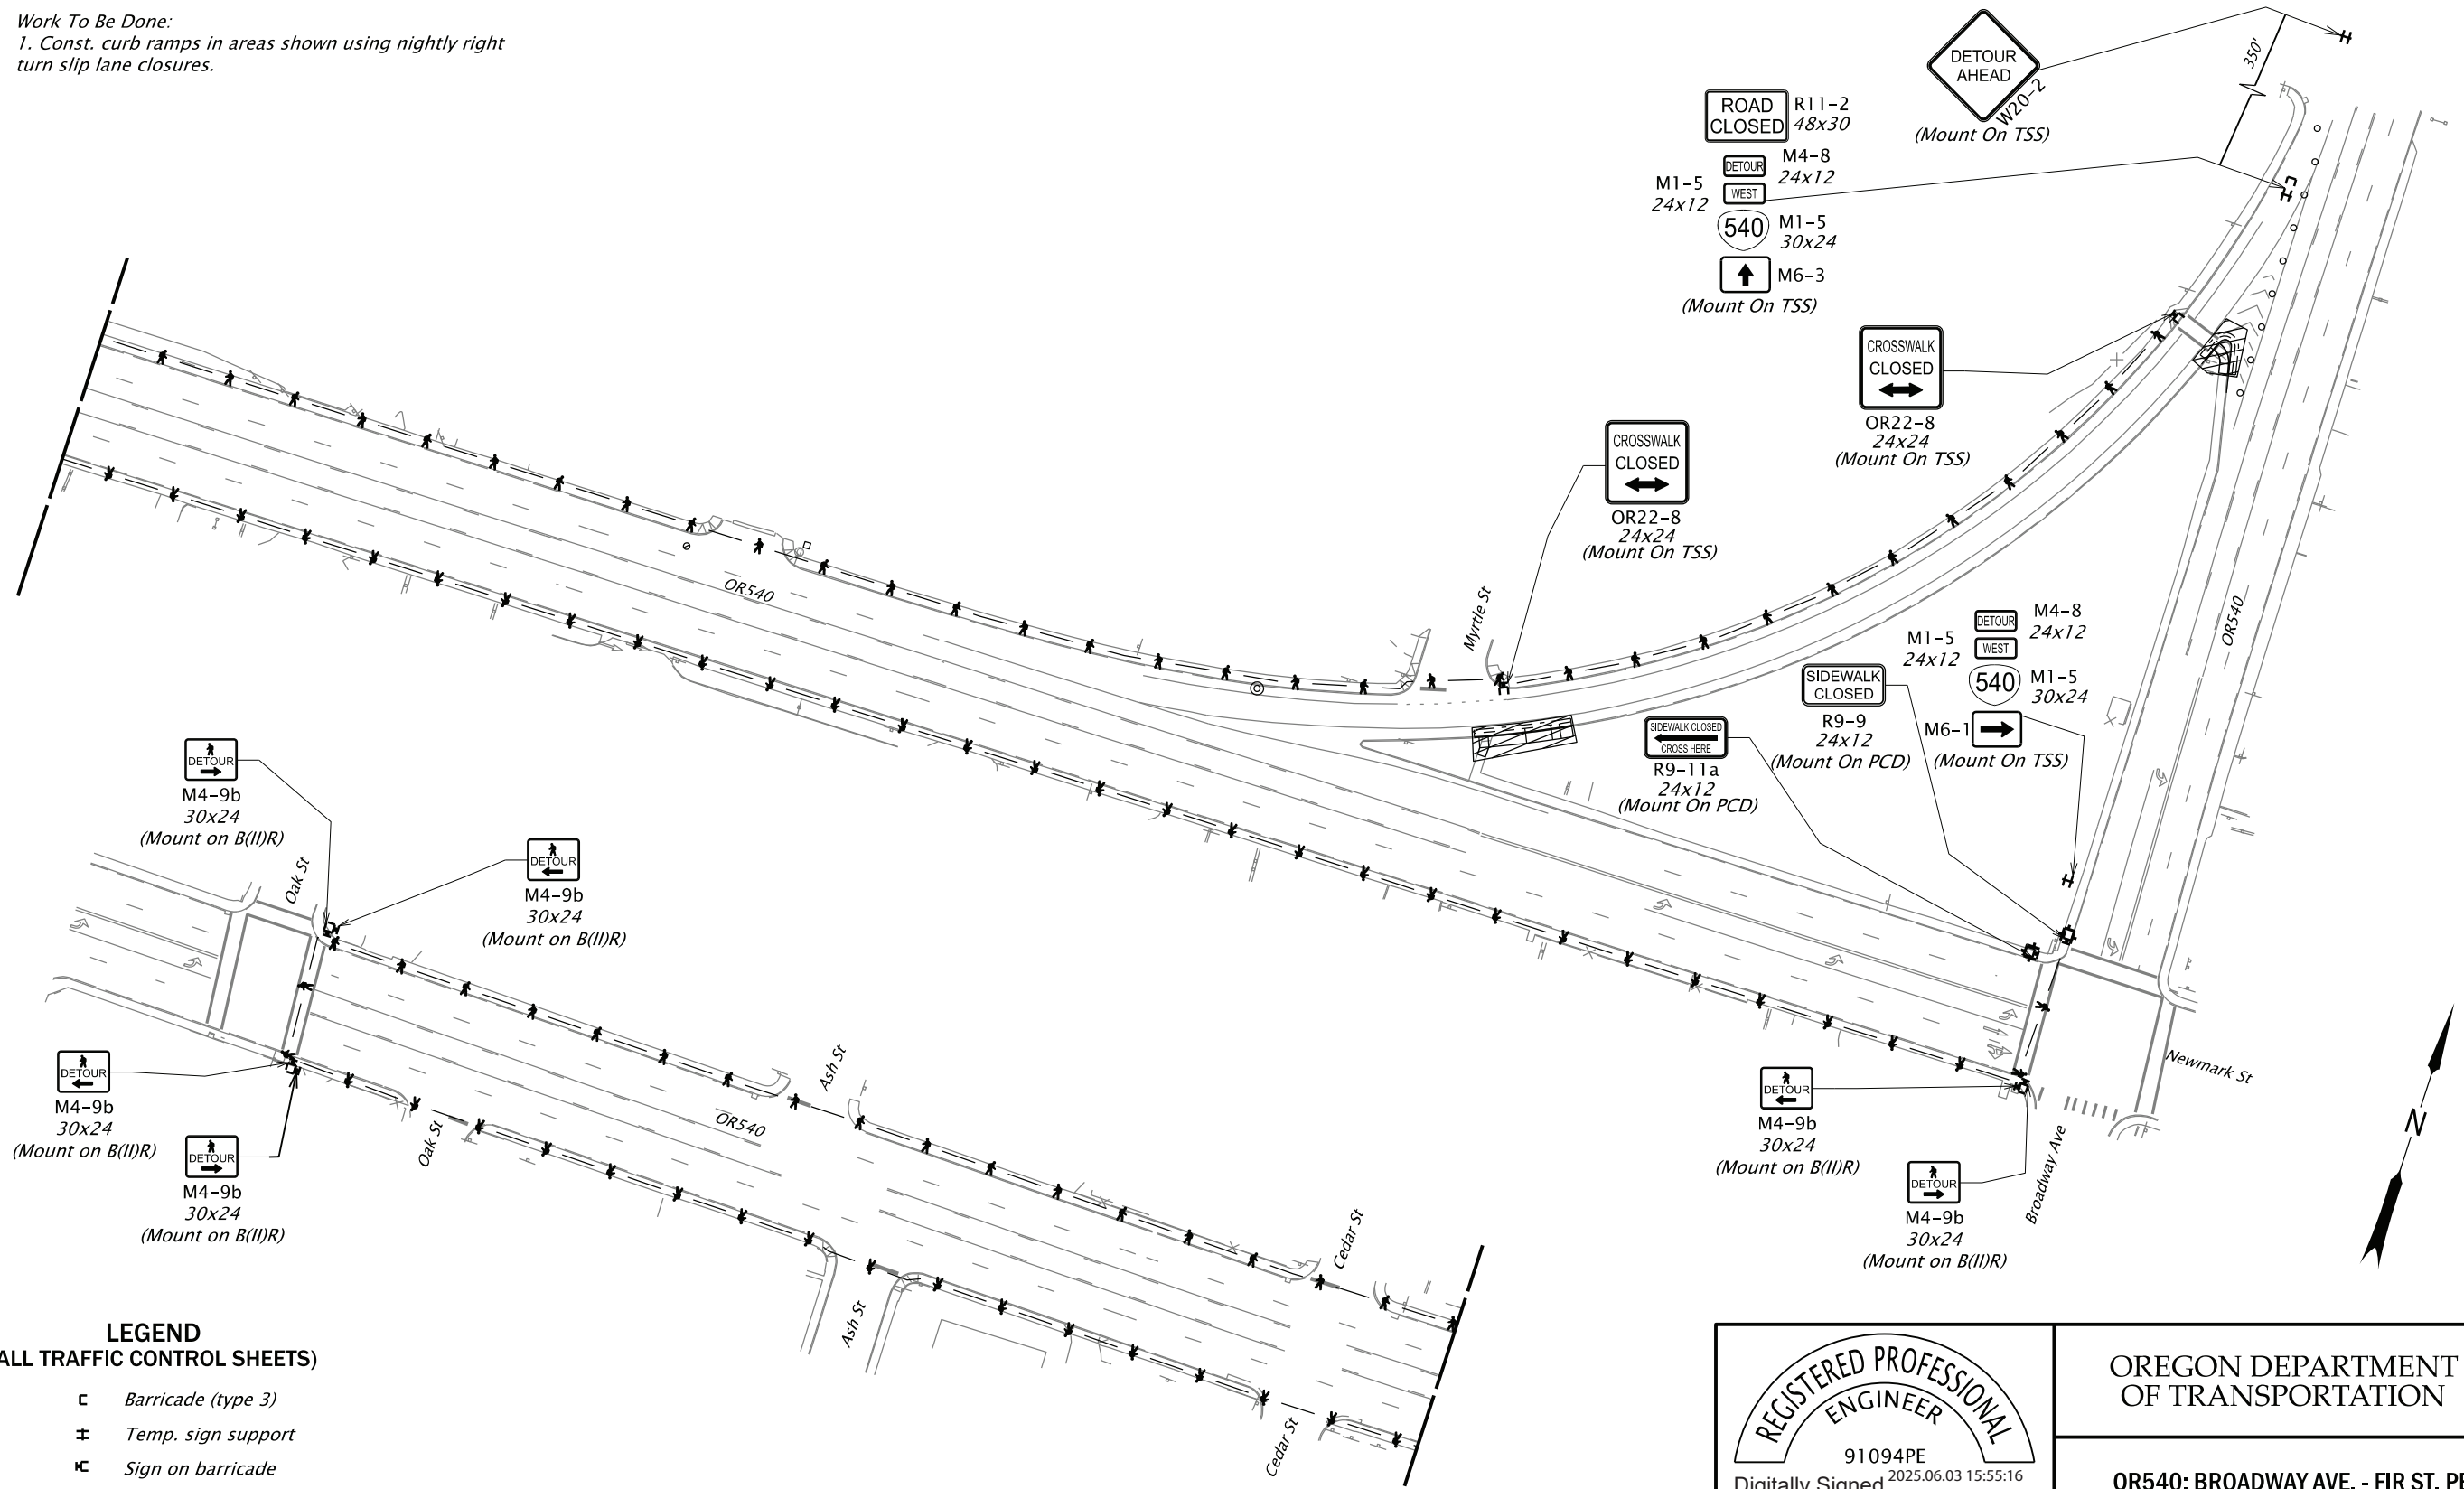 Work To Be Done:
1. Const. curb ramps in areas shown using nightly right
turn slip lane closures.
DETOUR
AHEAD
W20-2
(Mount On TSS)
350'
ROAD
CLOSED
R11-2
48x30
DETOUR
M4-8
24x12
M1-5
24x12
WEST
540
M1-5
30x24
M6-3
(Mount On TSS)
CROSSWALK
CLOSED
OR22-8
24x24
(Mount On TSS)
CROSSWALK
CLOSED
OR22-8
24x24
(Mount On TSS)
OR540
Myrtle St
OR540
DETOUR
M4-8
24x12
M1-5
24x12
WEST
540
M1-5
30x24
M6-1
(Mount On TSS)
SIDEWALK
CLOSED
R9-9
24x12
(Mount On PCD)
SIDEWALK CLOSED
CROSS HERE
R9-11a
24x12
(Mount On PCD)
DETOUR
M4-9b
30x24
(Mount on B(II)R)
DETOUR
M4-9b
30x24
(Mount on B(II)R)
Oak St
DETOUR
M4-9b
30x24
(Mount on B(II)R)
DETOUR
M4-9b
30x24
(Mount on B(II)R)
Oak St
Ash St
OR540
Ash St
Cedar St
Cedar St
DETOUR
M4-9b
30x24
(Mount on B(II)R)
DETOUR
M4-9b
30x24
(Mount on B(II)R)
Broadway Ave
Newmark St
N
LEGEND
ALL TRAFFIC CONTROL SHEETS)
Barricade (type 3)
Temp. sign support
Sign on barricade
REGISTERED PROFESSIONAL
ENGINEER
91094PE
Digitally Signed
2025.06.03 15:55:16
OREGON DEPARTMENT
OF TRANSPORTATION
OR540: BROADWAY AVE. - FIR ST.